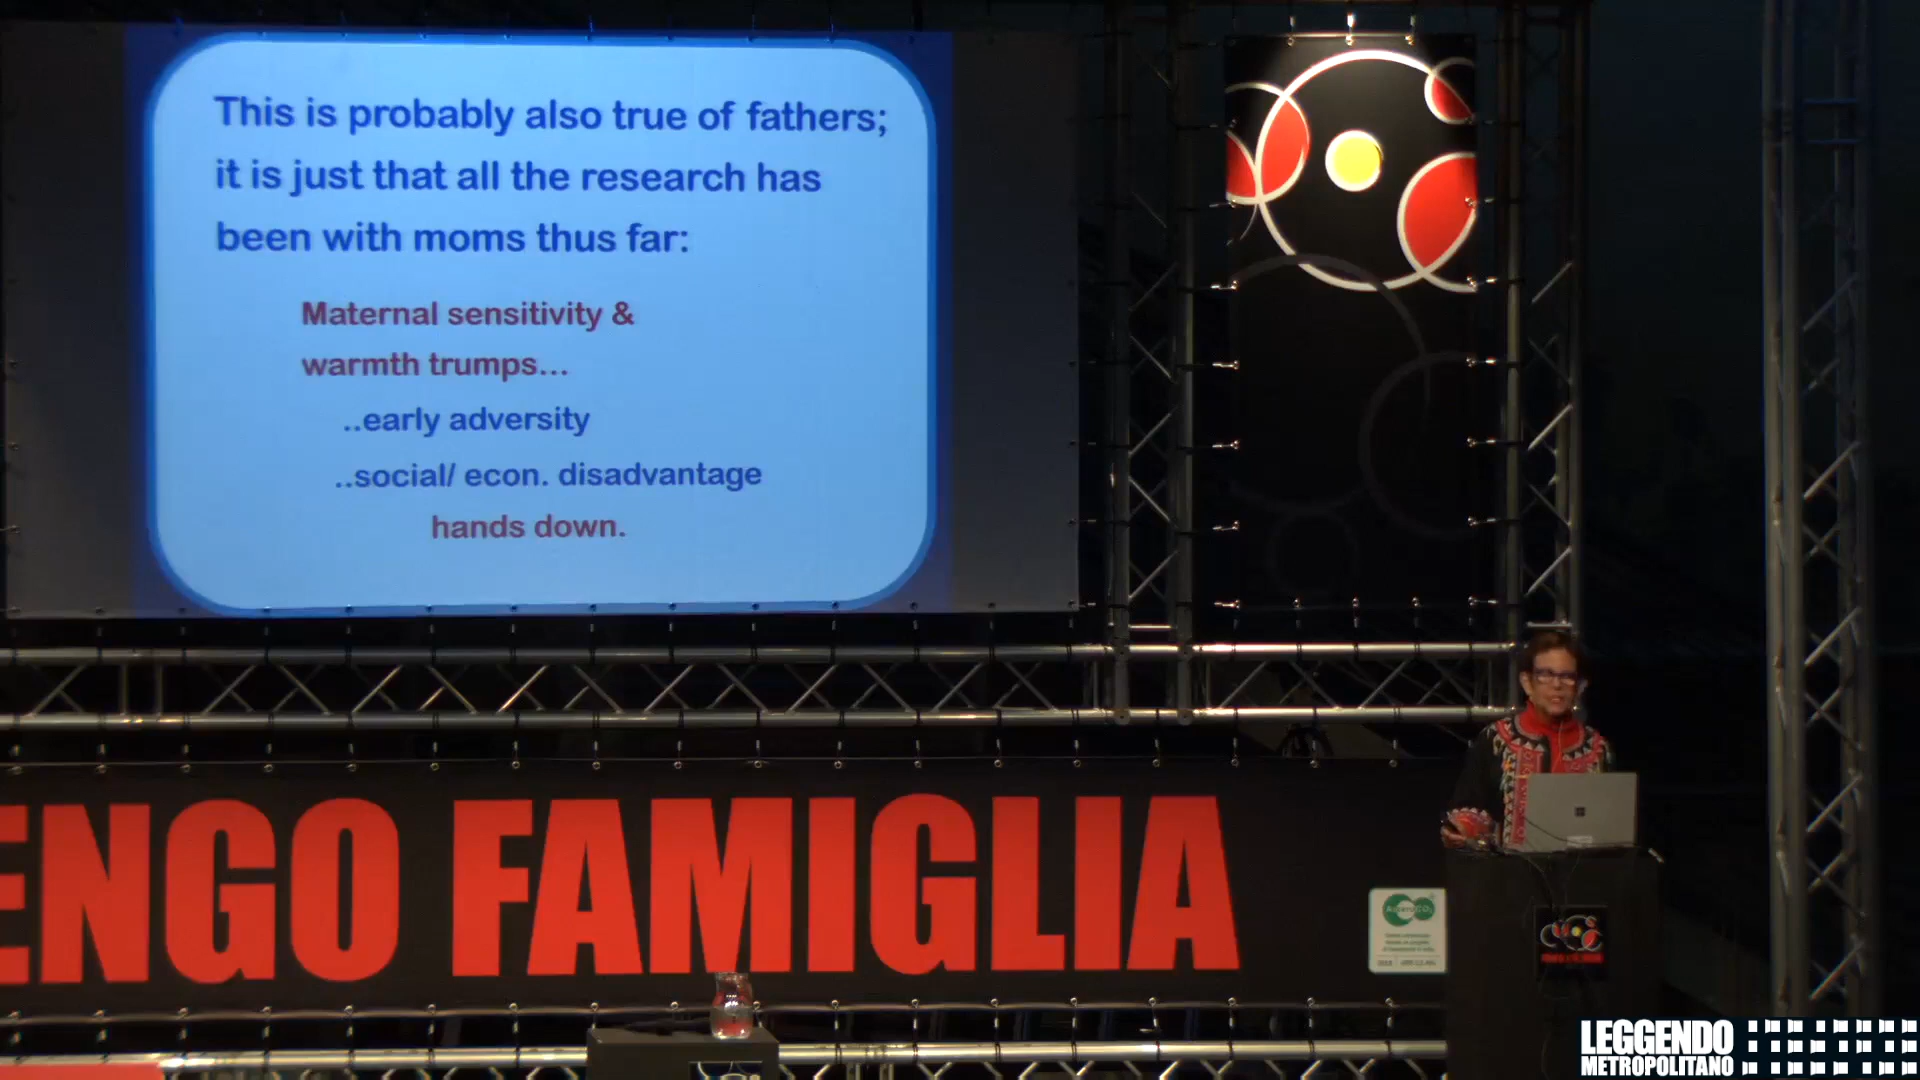 This is probably also true of fathers;
it is just that all the research has
been with moms thus far:
Maternal sensitivity &
warmth trumps...
..early adversity
..social/ econ. disadvantage
hands down.
ENGO FAMIGLIA
LEGGENDO
METROPOLITANO